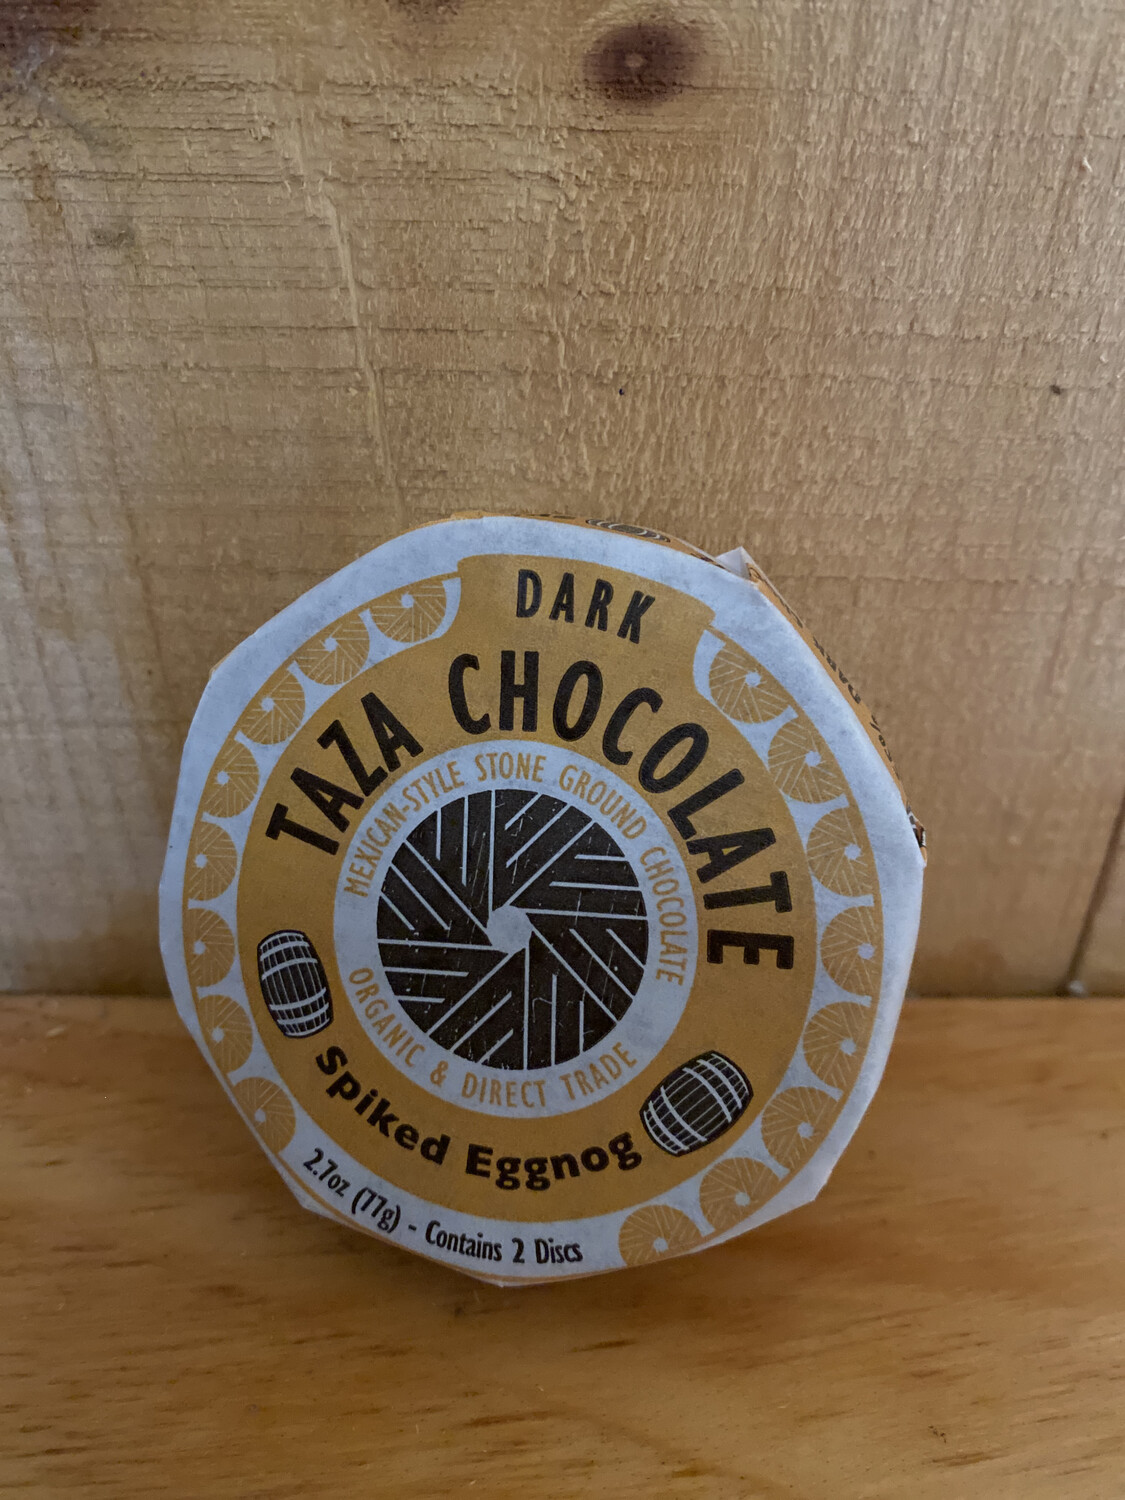 DARK
TAZA CHOCOLATE
MEXICAN-STYLE STONE GROUND CHOCOLATE
ORGANIC & DIRECT TRADE
Spiked Eggnog
2.7oz (77g) - Contains 2 Discs